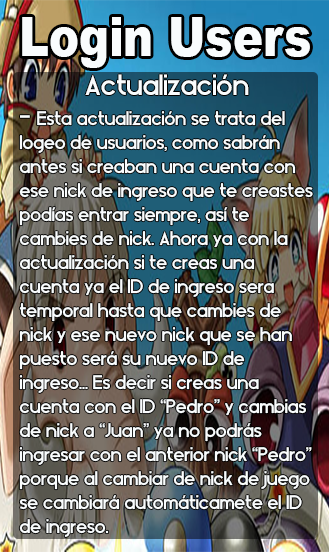 Login Users
Actualización
- Esta actualización se trata del
logeo de usuarios, como sabrán
antes si creaban una cuenta con
ese nick de ingreso que te creastes
podías entrar siempre, así te
cambies de nick. Ahora ya con la
actualización si te creas una
cuenta ya el ID de ingreso sera
temporal hasta que cambies de
nick y ese nuevo nick que se han
puesto será su nuevo ID de
ingreso... Es decir si creas una
cuenta con el ID “Pedro” y cambias
de nick a “Juan” ya no podrás
ingresar con el anterior nick “Pedro”
porque al cambiar de nick de juego
se cambiará automáticamete el ID
de ingreso.